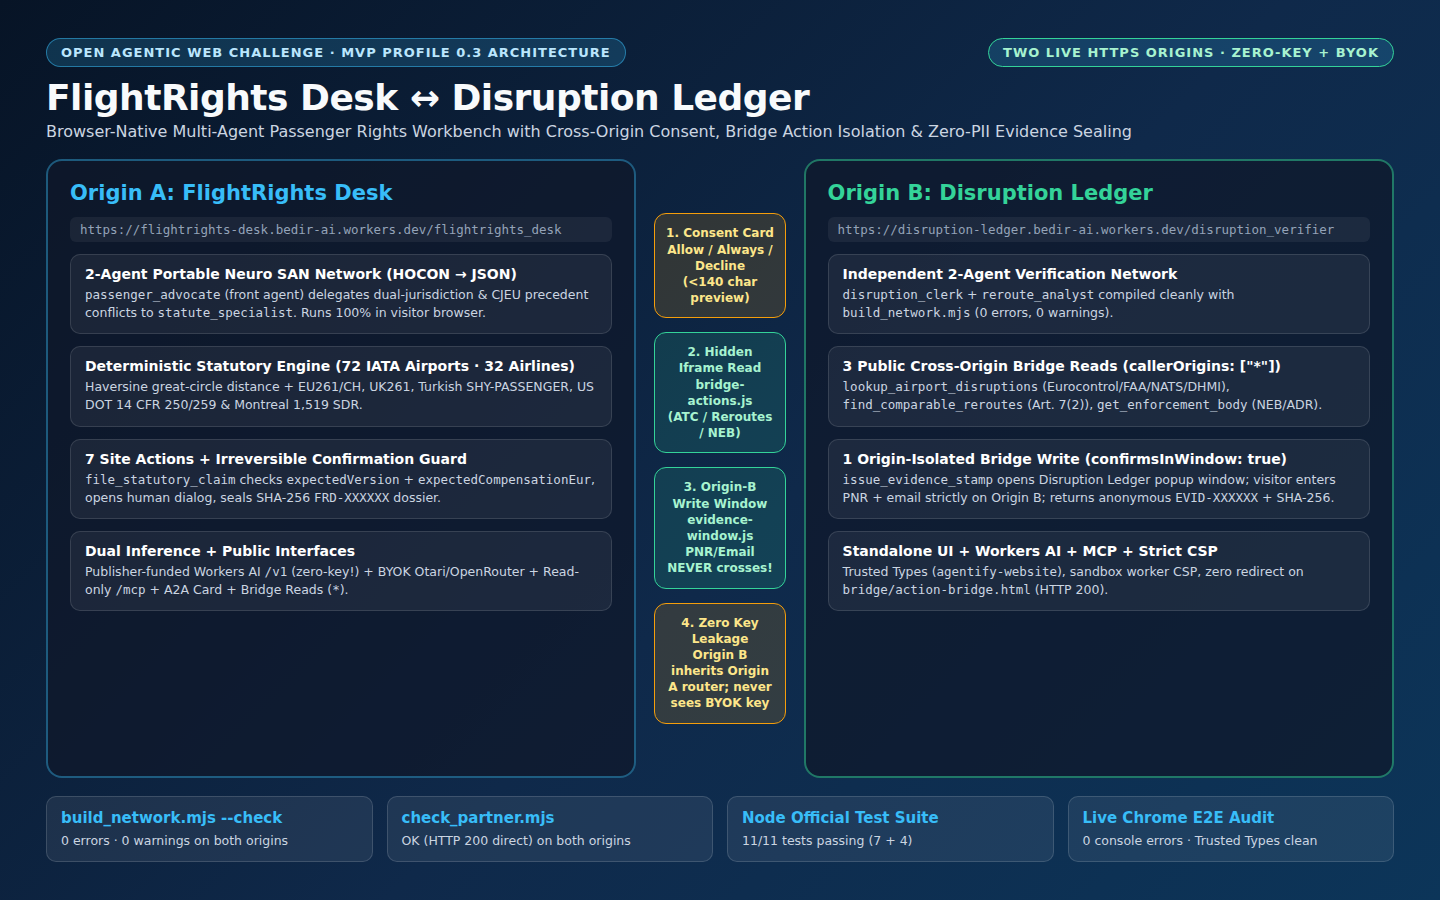 OPEN AGENTIC WEB CHALLENGE · MVP PROFILE 0.3 ARCHITECTURE
TWO LIVE HTTPS ORIGINS · ZERO-KEY + BYOK
FlightRights Desk ↔ Disruption Ledger
Browser-Native Multi-Agent Passenger Rights Workbench with Cross-Origin Consent, Bridge Action Isolation & Zero-PII Evidence Sealing
Origin A: FlightRights Desk
https://flightrights-desk.bedir-ai.workers.dev/flightrights_desk
2-Agent Portable Neuro SAN Network (HOCON → JSON)
passenger_advocate (front agent) delegates dual-jurisdiction & CJEU precedent
conflicts to statute_specialist. Runs 100% in visitor browser.
Deterministic Statutory Engine (72 IATA Airports · 32 Airlines)
Haversine great-circle distance + EU261/CH, UK261, Turkish SHY-PASSENGER, US
DOT 14 CFR 250/259 & Montreal 1,519 SDR.
7 Site Actions + Irreversible Confirmation Guard
file_statutory_claim checks expectedVersion + expectedCompensationEur,
opens human dialog, seals SHA-256 FRD-XXXXXX dossier.
Dual Inference + Public Interfaces
Publisher-funded Workers AI /v1 (zero-key!) + BYOK Otari/OpenRouter + Read-
only /mcp + A2A Card + Bridge Reads (*).
1. Consent Card
Allow / Always /
Decline
(<140 char
preview)
2. Hidden
Iframe Read
bridge-
actions.js
(ATC / Reroutes
/ NEB)
3. Origin-B
Write Window
evidence-
window.js
PNR/Email
NEVER crosses!
4. Zero Key
Leakage
Origin B
inherits Origin
A router; never
sees BYOK key
Origin B: Disruption Ledger
https://disruption-ledger.bedir-ai.workers.dev/disruption_verifier
Independent 2-Agent Verification Network
disruption_clerk + reroute_analyst compiled cleanly with
build_network.mjs (0 errors, 0 warnings).
3 Public Cross-Origin Bridge Reads (callerOrigins: ["*"])
lookup_airport_disruptions (Eurocontrol/FAA/NATS/DHMI),
find_comparable_reroutes (Art. 7(2)), get_enforcement_body (NEB/ADR).
1 Origin-Isolated Bridge Write (confirmsInWindow: true)
issue_evidence_stamp opens Disruption Ledger popup window; visitor enters
PNR + email strictly on Origin B; returns anonymous EVID-XXXXXX + SHA-256.
Standalone UI + Workers AI + MCP + Strict CSP
Trusted Types (agentify-website), sandbox worker CSP, zero redirect on
bridge/action-bridge.html (HTTP 200).
build_network.mjs --check
0 errors · 0 warnings on both origins
check_partner.mjs
OK (HTTP 200 direct) on both origins
Node Official Test Suite
11/11 tests passing (7 + 4)
Live Chrome E2E Audit
0 console errors · Trusted Types clean